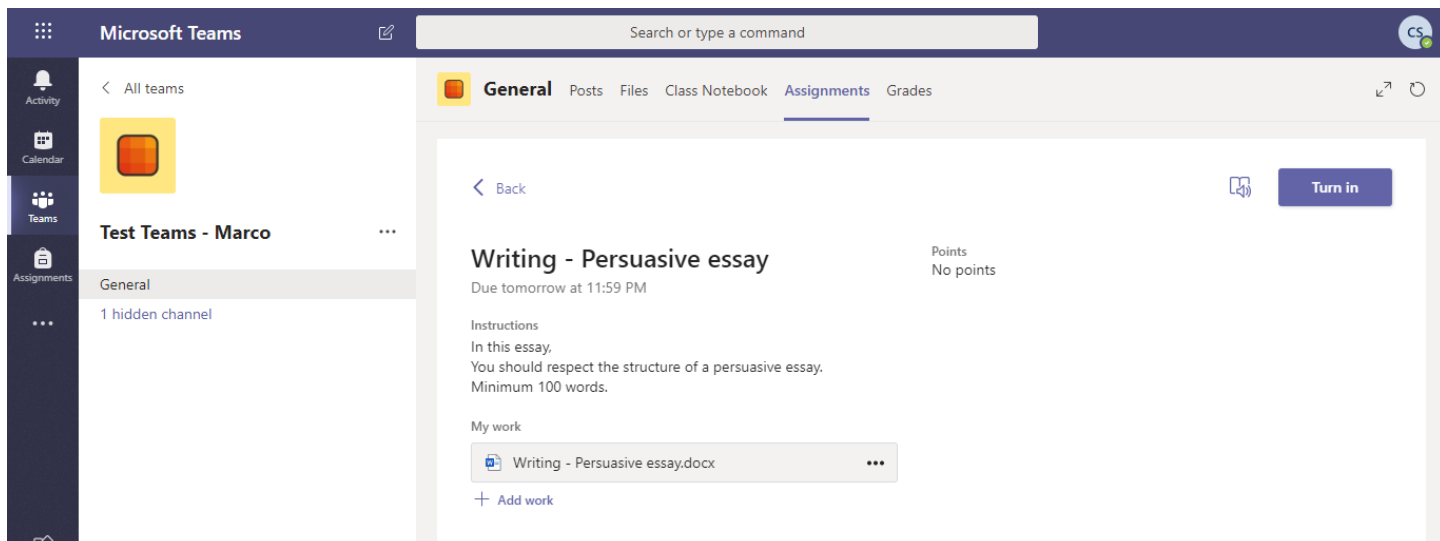 Microsoft Teams
Search or type a command
CS
Activity
Calendar
Teams
Assignments
All teams
Test Teams - Marco
General
1 hidden channel
General Posts Files Class Notebook Assignments Grades
Back
Turn in
Writing - Persuasive essay
Due tomorrow at 11:59 PM
Points
No points
Instructions
In this essay,
You should respect the structure of a persuasive essay.
Minimum 100 words.
My work
Writing - Persuasive essay.docx
Add work